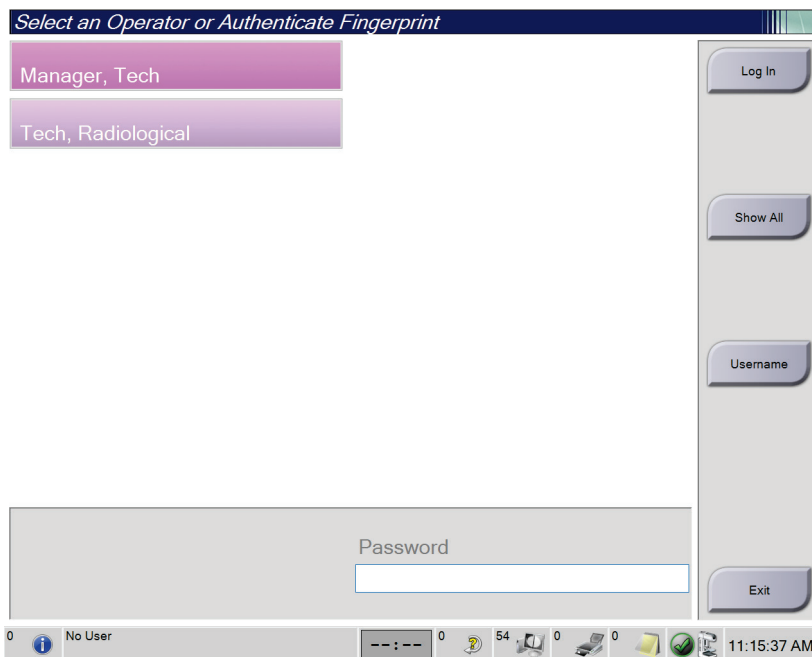 Select an Operator or Authenticate Fingerprint
Manager, Tech
Tech, Radiological
Log In
Show All
Username
Password
Exit
0 No User --:-- 0 54 0 0 11:15:37 AM